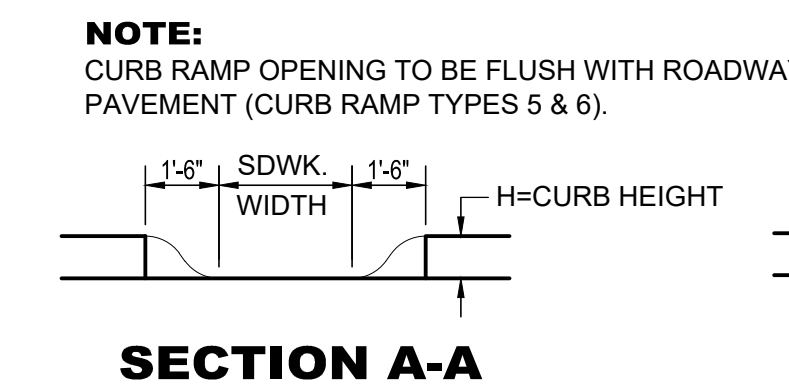 NOTE:
CURB RAMP OPENING TO BE FLUSH WITH ROADWAY
PAVEMENT (CURB RAMP TYPES 5 & 6).
1'-6" SDWK. 1'-6"
WIDTH
H=CURB HEIGHT
SECTION A-A